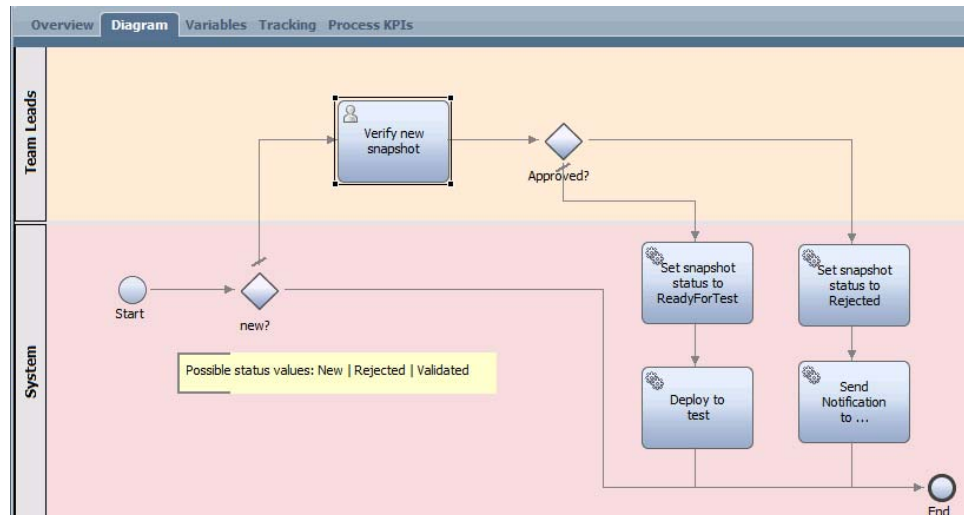 Overview Diagram Variables Tracking Process KPIs
Team Leads
Verify new
snapshot
Approved?
System
Start
new?
Possible status values: New | Rejected | Validated
Set snapshot
status to
ReadyForTest
Set snapshot
status to
Rejected
Deploy to
test
Send
Notification
to ...
End